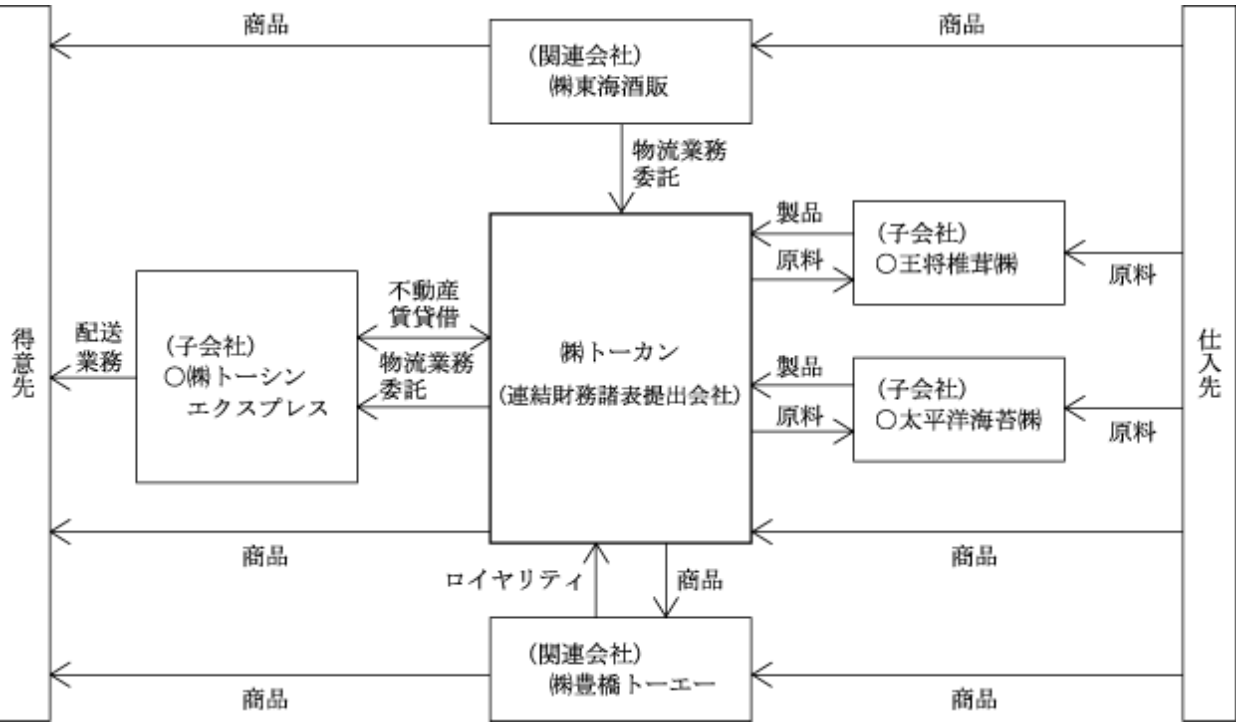 商品
(関連会社)
㈱東海酒販
商品
物流業務
委託
製品
原料
(子会社)
○王将椎茸㈱
原料
不動産
賃貸借
配送
業務
(子会社)
○㈱トーシン
エクスプレス
物流業務
委託
㈱トーカン
(連結財務諸表提出会社)
製品
原料
(子会社)
○太平洋海苔㈱
原料
得意先
仕入先
商品
商品
ロイヤリティ
商品
(関連会社)
㈱豊橋トーエー
商品
商品